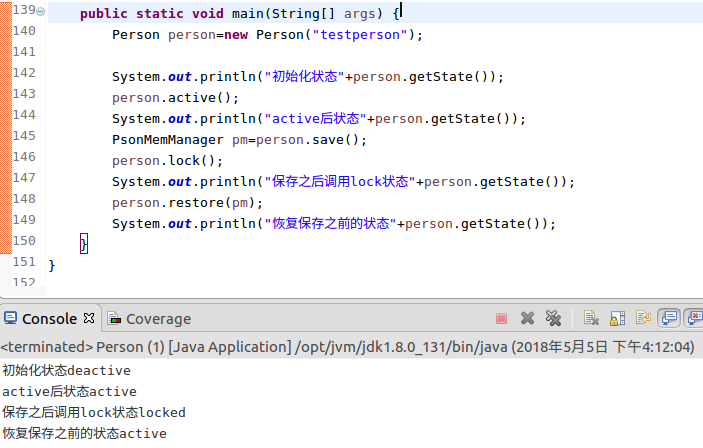 139 public static void main(String[] args) {
140 Person person=new Person("testperson");
141
142 System.out.println("初始化状态"+person.getState());
143 person.active();
144 System.out.println("active后状态"+person.getState());
145 PsonMemManager pm=person.save();
146 person.lock();
147 System.out.println("保存之后调用lock状态"+person.getState());
148 person.restore(pm);
149 System.out.println("恢复保存之前的状态"+person.getState());
150 }
151 }
152
Console Coverage
<terminated> Person (1) [Java Application] /opt/jvm/jdk1.8.0_131/bin/java (2018年5月5日 下午4:12:04)
初始化状态deactive
active后状态active
保存之后调用lock状态locked
恢复保存之前的状态active